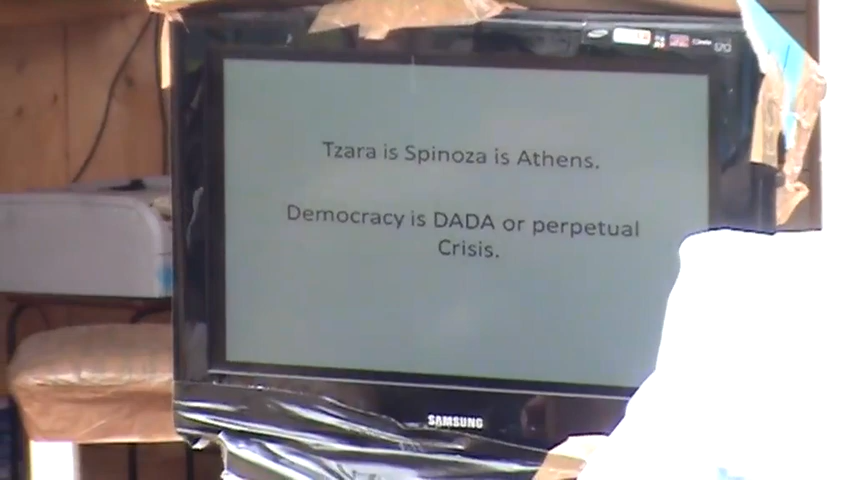 Tzara is Spinoza is Athens.
Democracy is DADA or perpetual
Crisis.
SAMSUNG